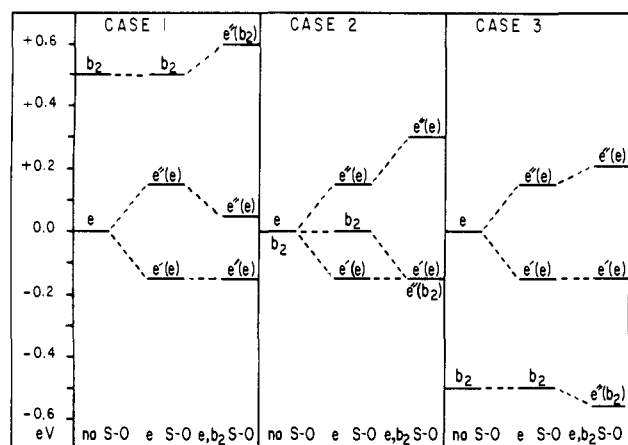 CASE 1
CASE 2
CASE 3
+0.6
+0.4
+0.2
0.0
-0.2
-0.4
-0.6
eV
b₂
b₂
e″(b₂)
e
e″(e)
e″(e)
e′(e)
e′(e)
no S-O
e S-O
e,b₂ S-O
e
b₂
e″(e)
b₂
e′(e)
e″(e)
e′(e)
e″(b₂)
no S-O
e S-O
e,b₂ S-O
e
e″(e)
e″(e)
e′(e)
e′(e)
b₂
b₂
e″(b₂)
no S-O
e S-O
e,b₂ S-O